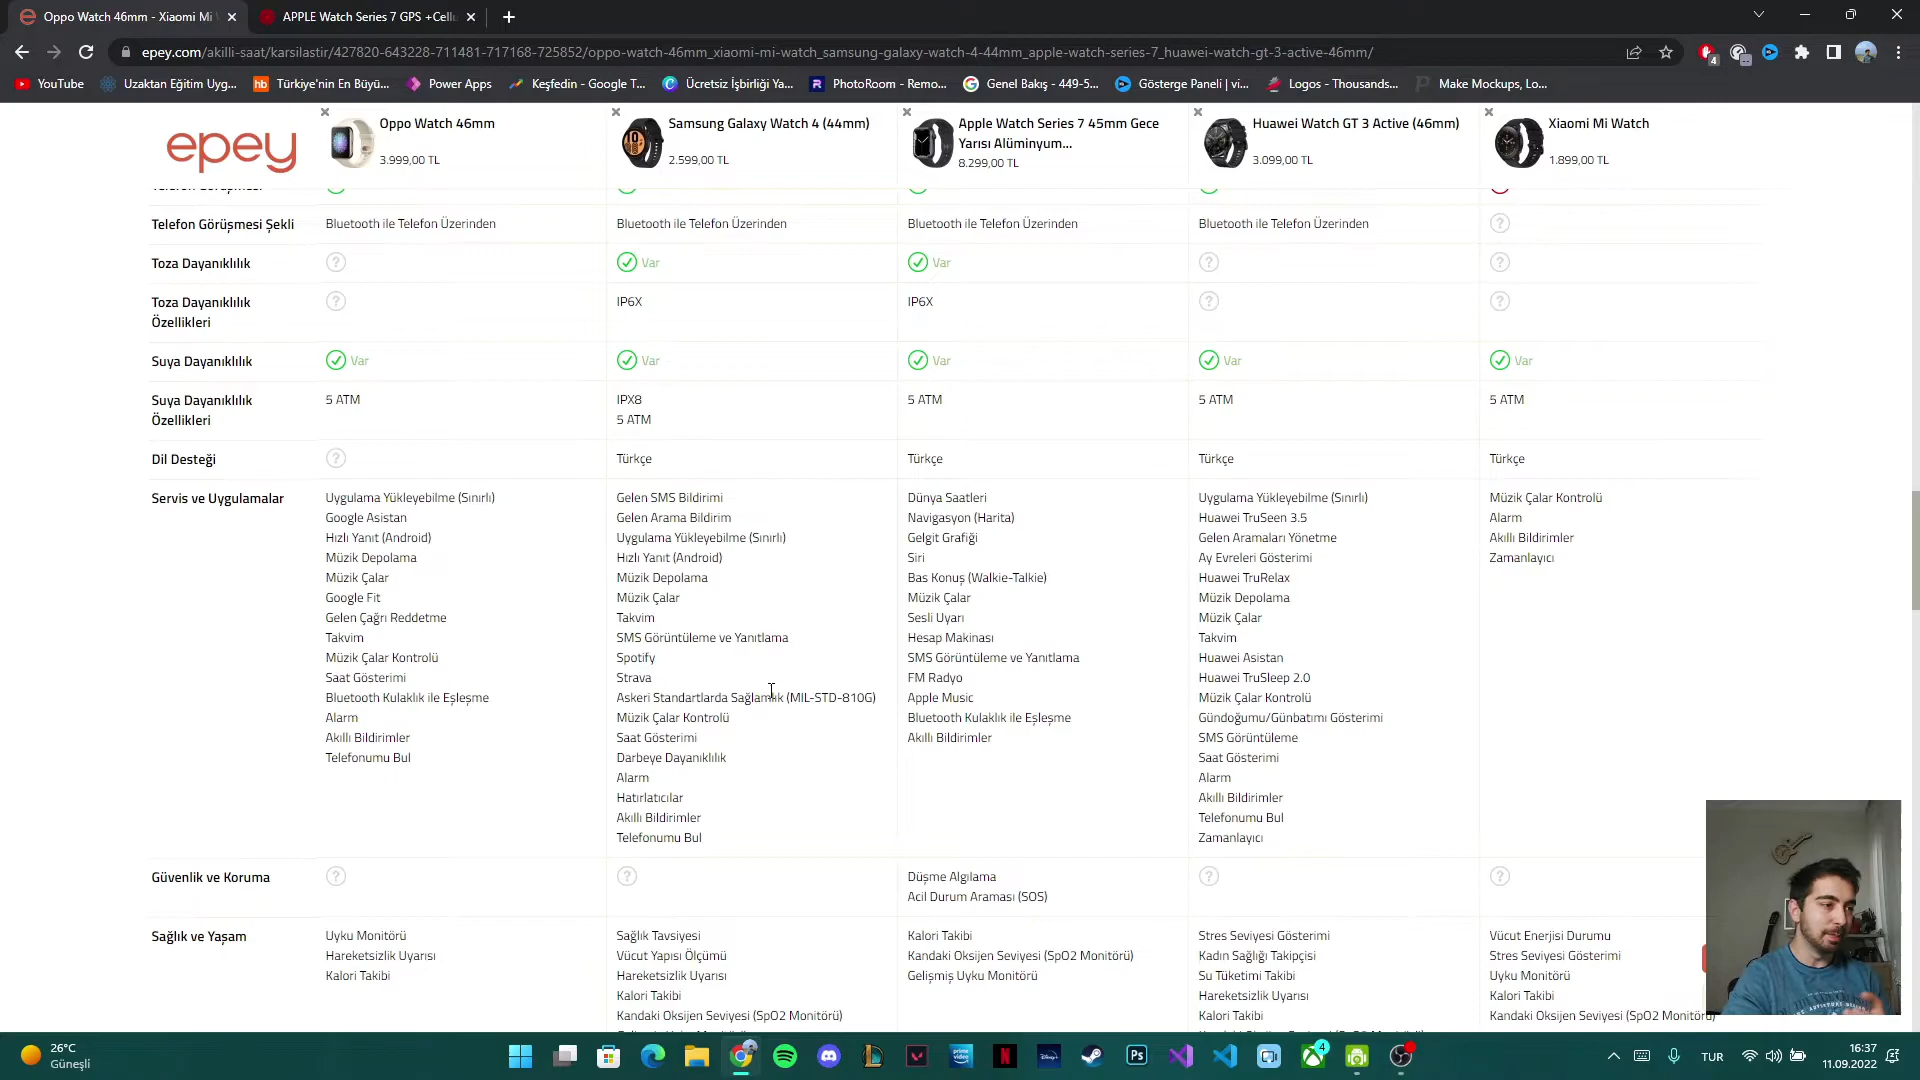 Oppo Watch 46mm - Xiaomi Mi
APPLE Watch Series 7 GPS +Cell
epey.com/akilli-saat/karsilastir/427820-643228-711481-717168-725852/oppo-watch-46mm_xiaomi-mi-watch_samsung-galaxy-watch-4-44mm_apple-watch-series-7_huawei-watch-gt-3-active-46mm/
4
YouTube
Uzaktan Eğitim Uyg...
hb Türkiye'nin En Büyü...
Power Apps
Keşfedin - Google T...
Ücretsiz İşbirliği Ya...
PhotoRoom - Remo...
Genel Bakış - 449-5...
Gösterge Paneli | vi...
Logos - Thousands...
Make Mockups, Lo...
epey
Oppo Watch 46mm
3.999,00 TL
Samsung Galaxy Watch 4 (44mm)
2.599,00 TL
Apple Watch Series 7 45mm Gece
Yarısı Alüminyum...
8.299,00 TL
Huawei Watch GT 3 Active (46mm)
3.099,00 TL
Xiaomi Mi Watch
1.899,00 TL
Telefon Görüşmesi Şekli
Bluetooth ile Telefon Üzerinden
Bluetooth ile Telefon Üzerinden
Bluetooth ile Telefon Üzerinden
Bluetooth ile Telefon Üzerinden
?
Toza Dayanıklılık
?
Var
Var
?
?
Toza Dayanıklılık
Özellikleri
?
IP6X
IP6X
?
?
Suya Dayanıklılık
Var
Var
Var
Var
Var
Suya Dayanıklılık
Özellikleri
5 ATM
IPX8
5 ATM
5 ATM
5 ATM
5 ATM
Dil Desteği
?
Türkçe
Türkçe
Türkçe
Türkçe
Servis ve Uygulamalar
Uygulama Yükleyebilme (Sınırlı)
Google Asistan
Hızlı Yanıt (Android)
Müzik Depolama
Müzik Çalar
Google Fit
Gelen Çağrı Reddetme
Takvim
Müzik Çalar Kontrolü
Saat Gösterimi
Bluetooth Kulaklık ile Eşleşme
Alarm
Akıllı Bildirimler
Telefonumu Bul
Gelen SMS Bildirimi
Gelen Arama Bildirim
Uygulama Yükleyebilme (Sınırlı)
Hızlı Yanıt (Android)
Müzik Depolama
Müzik Çalar
Takvim
SMS Görüntüleme ve Yanıtlama
Spotify
Strava
Askeri Standartlarda Sağlamlık (MIL-STD-810G)
Müzik Çalar Kontrolü
Saat Gösterimi
Darbeye Dayanıklılık
Alarm
Hatırlatıcılar
Akıllı Bildirimler
Telefonumu Bul
Dünya Saatleri
Navigasyon (Harita)
Gelgit Grafiği
Siri
Bas Konuş (Walkie-Talkie)
Müzik Çalar
Sesli Uyarı
Hesap Makinası
SMS Görüntüleme ve Yanıtlama
FM Radyo
Apple Music
Bluetooth Kulaklık ile Eşleşme
Akıllı Bildirimler
Uygulama Yükleyebilme (Sınırlı)
Huawei TruSeen 3.5
Gelen Aramaları Yönetme
Ay Evreleri Gösterimi
Huawei TruRelax
Müzik Depolama
Müzik Çalar
Takvim
Huawei Asistan
Huawei TruSleep 2.0
Müzik Çalar Kontrolü
Gündoğumu/Günbatımı Gösterimi
SMS Görüntüleme
Saat Gösterimi
Alarm
Akıllı Bildirimler
Telefonumu Bul
Zamanlayıcı
Müzik Çalar Kontrolü
Alarm
Akıllı Bildirimler
Zamanlayıcı
Güvenlik ve Koruma
?
?
Düşme Algılama
Acil Durum Araması (SOS)
?
?
Sağlık ve Yaşam
Uyku Monitörü
Hareketsizlik Uyarısı
Kalori Takibi
Sağlık Tavsiyesi
Vücut Yapısı Ölçümü
Hareketsizlik Uyarısı
Kalori Takibi
Kandaki Oksijen Seviyesi (SpO2 Monitörü)
Kalori Takibi
Kandaki Oksijen Seviyesi (SpO2 Monitörü)
Gelişmiş Uyku Monitörü
Stres Seviyesi Gösterimi
Kadın Sağlığı Takipçisi
Su Tüketimi Takibi
Hareketsizlik Uyarısı
Kalori Takibi
Vücut Enerjisi Durumu
Stres Seviyesi Gösterimi
Uyku Monitörü
Kalori Takibi
Kandaki Oksijen Seviyesi (SpO2 Monitörü)
26°C
Güneşli
prime video
N
Disney+
Ps
4
TUR
16:37
11.09.2022